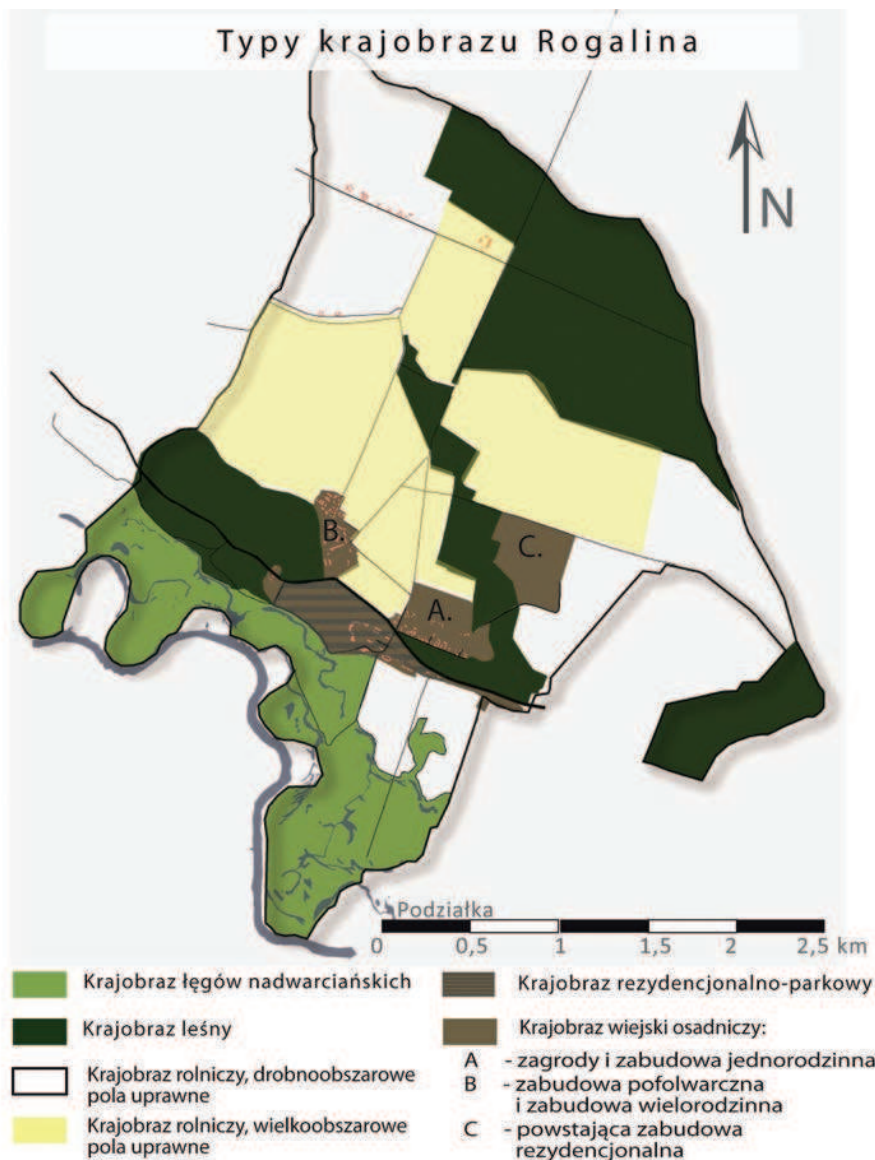 Typy krajobrazu Rogalina
N
B.
C.
A.
Podziałka
0 0,5 1 1,5 2 2,5 km
Krajobraz łęgów nadwarciańskich
Krajobraz leśny
Krajobraz rolniczy, drobnoobszarowe
pola uprawne
Krajobraz rolniczy, wielkoobszarowe
pola uprawne
Krajobraz rezydencjonalno-parkowy
Krajobraz wiejski osadniczy:
A - zagrody i zabudowa jednorodzinna
B - zabudowa pofolwarczna
i zabudowa wielorodzinna
C - powstająca zabudowa
rezydencjonalna